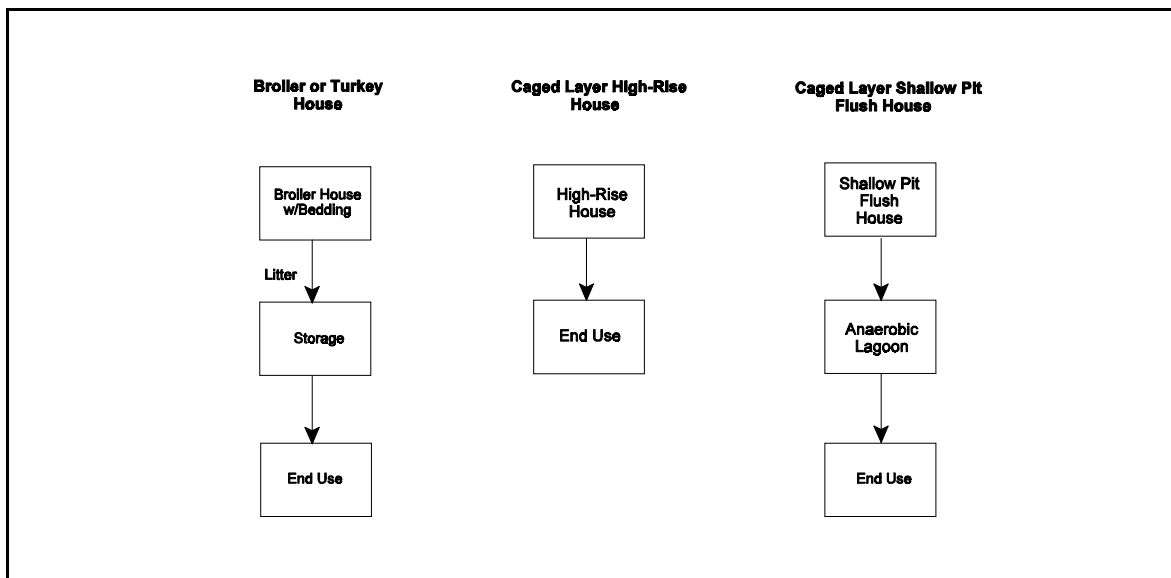 Broiler or Turkey
House
Broiler House
w/Bedding
Litter
Storage
End Use
Caged Layer High-Rise
House
High-Rise
House
End Use
Caged Layer Shallow Pit
Flush House
Shallow Pit
Flush
House
Anaerobic
Lagoon
End Use